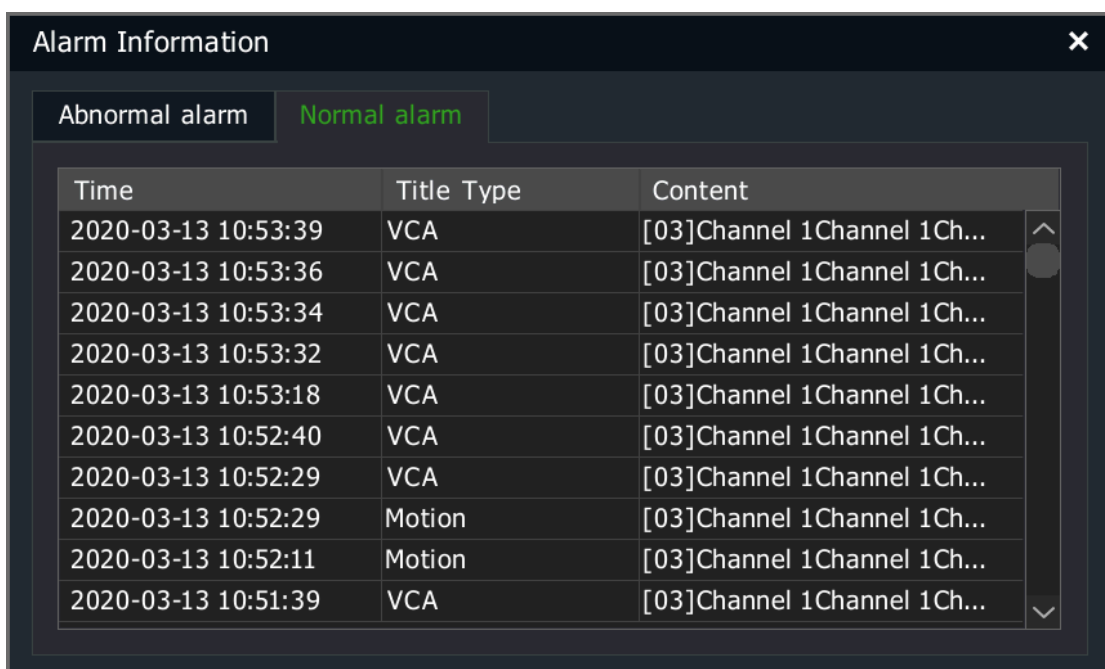 Alarm Information
Abnormal alarm Normal alarm
Time Title Type Content
2020-03-13 10:53:39 VCA [03]Channel 1Channel 1Ch...
2020-03-13 10:53:36 VCA [03]Channel 1Channel 1Ch...
2020-03-13 10:53:34 VCA [03]Channel 1Channel 1Ch...
2020-03-13 10:53:32 VCA [03]Channel 1Channel 1Ch...
2020-03-13 10:53:18 VCA [03]Channel 1Channel 1Ch...
2020-03-13 10:52:40 VCA [03]Channel 1Channel 1Ch...
2020-03-13 10:52:29 VCA [03]Channel 1Channel 1Ch...
2020-03-13 10:52:29 Motion [03]Channel 1Channel 1Ch...
2020-03-13 10:52:11 Motion [03]Channel 1Channel 1Ch...
2020-03-13 10:51:39 VCA [03]Channel 1Channel 1Ch...